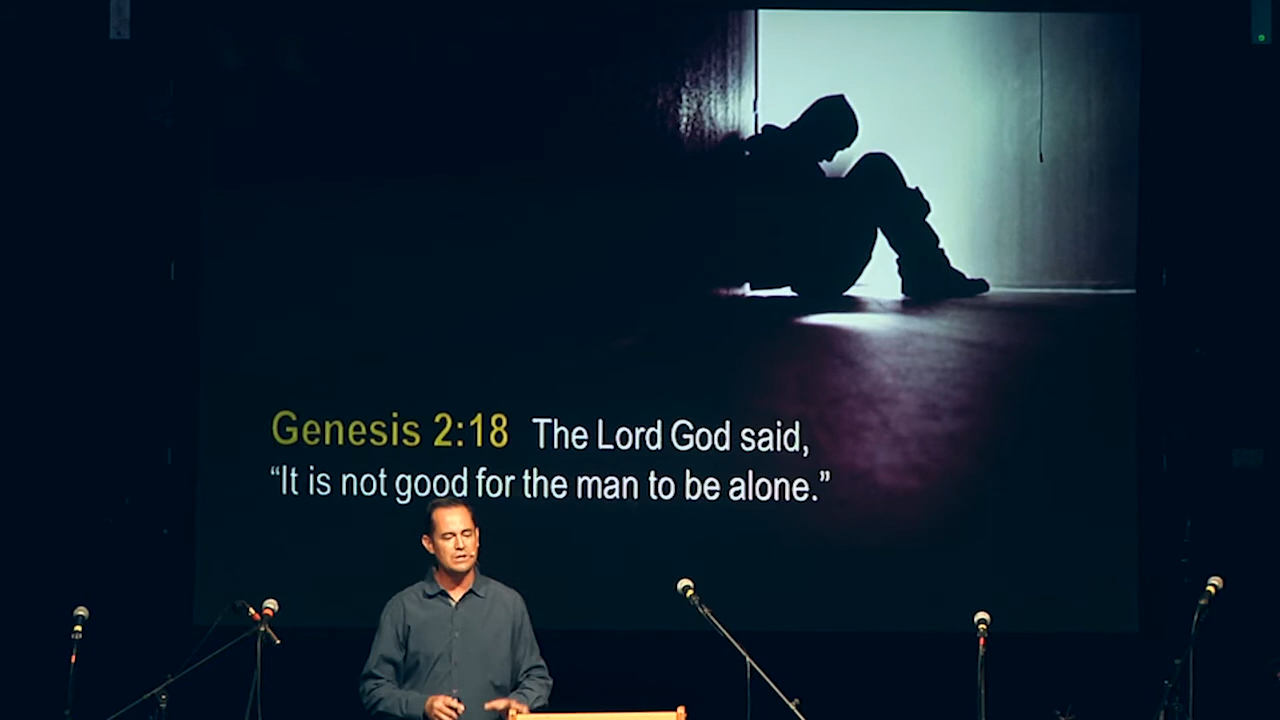 Genesis 2:18 The Lord God said,
“It is not good for the man to be alone.”